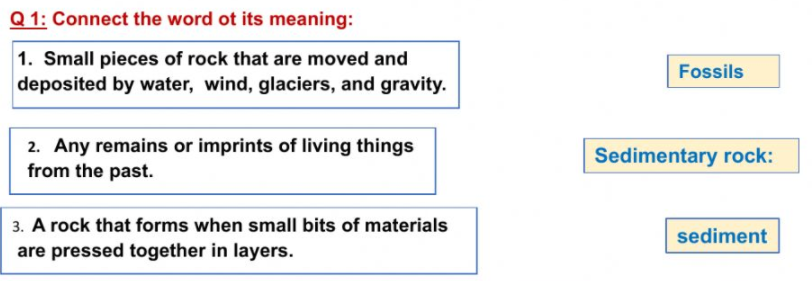 Q 1: Connect the word ot its meaning:
1. Small pieces of rock that are moved and
deposited by water, wind, glaciers, and gravity.
Fossils
2. Any remains or imprints of living things
from the past.
Sedimentary rock:
3. A rock that forms when small bits of materials
are pressed together in layers.
sediment